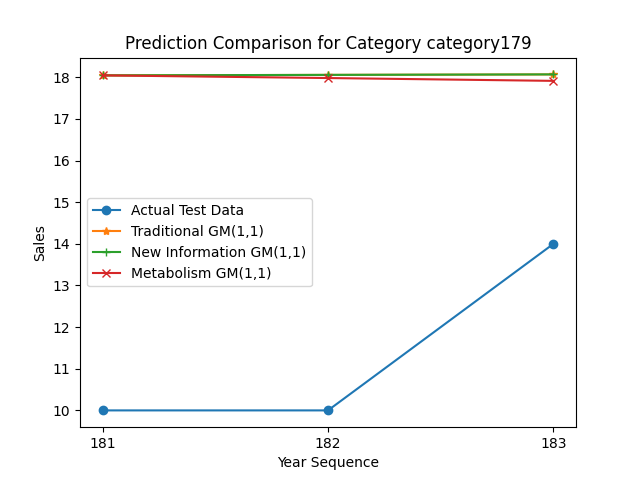 Prediction Comparison for Category category179
18
17
16
15
14
13
12
11
10
Sales
Actual Test Data
Traditional GM(1,1)
New Information GM(1,1)
Metabolism GM(1,1)
181
182
183
Year Sequence